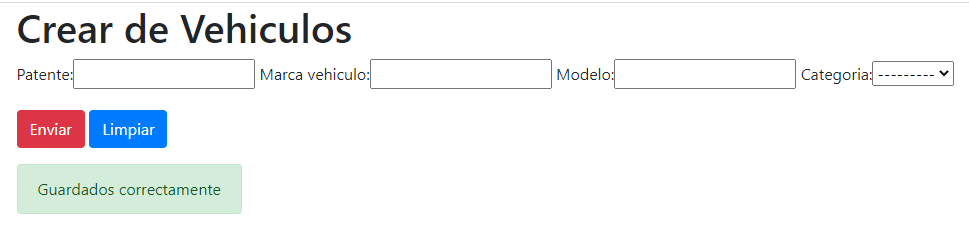 Crear de Vehiculos
Patente: Marca vehiculo: Modelo: Categoria: ---------
Enviar Limpiar
Guardados correctamente